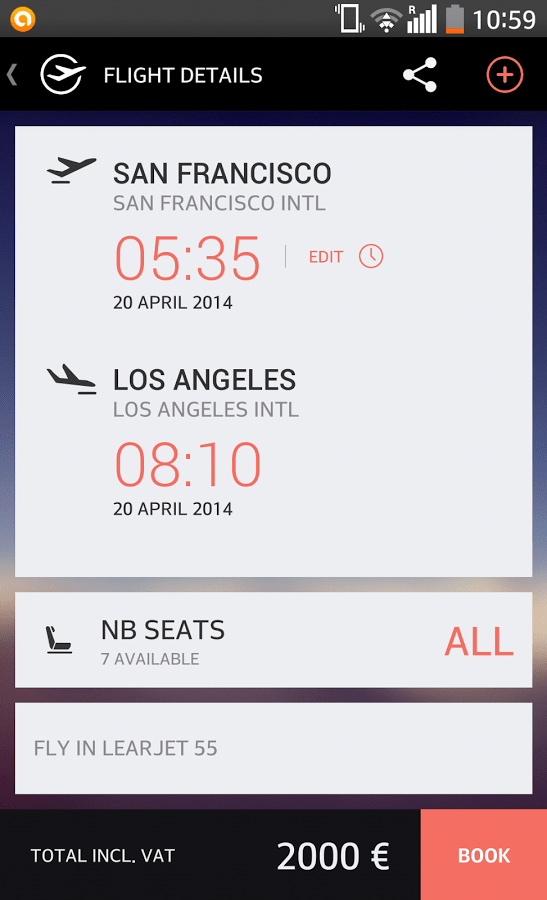 R
10:59
FLIGHT DETAILS
SAN FRANCISCO
SAN FRANCISCO INTL
05:35 EDIT
20 APRIL 2014
LOS ANGELES
LOS ANGELES INTL
08:10
20 APRIL 2014
NB SEATS
7 AVAILABLE
ALL
FLY IN LEARJET 55
TOTAL INCL. VAT 2000 € BOOK